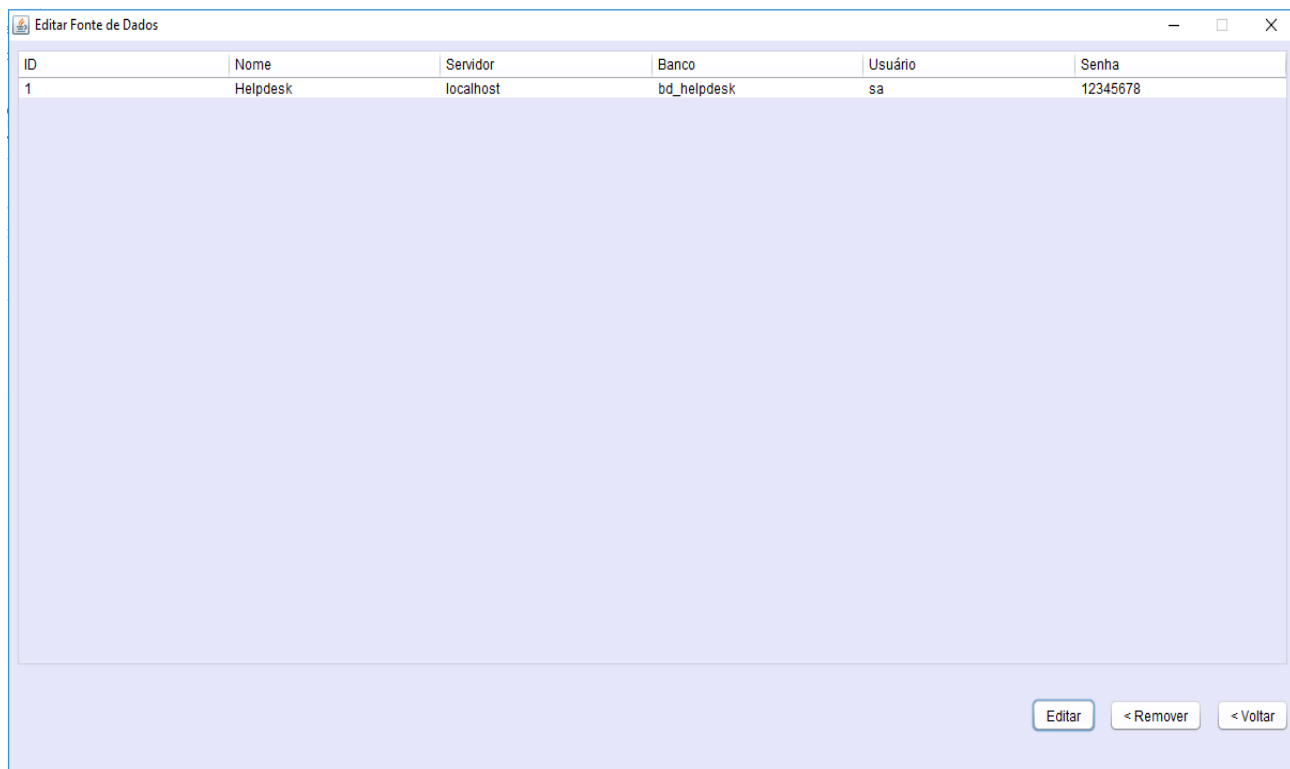 Editar Fonte de Dados
ID Nome Servidor Banco Usuário Senha
1 Helpdesk localhost bd_helpdesk sa 12345678
Editar < Remover < Voltar